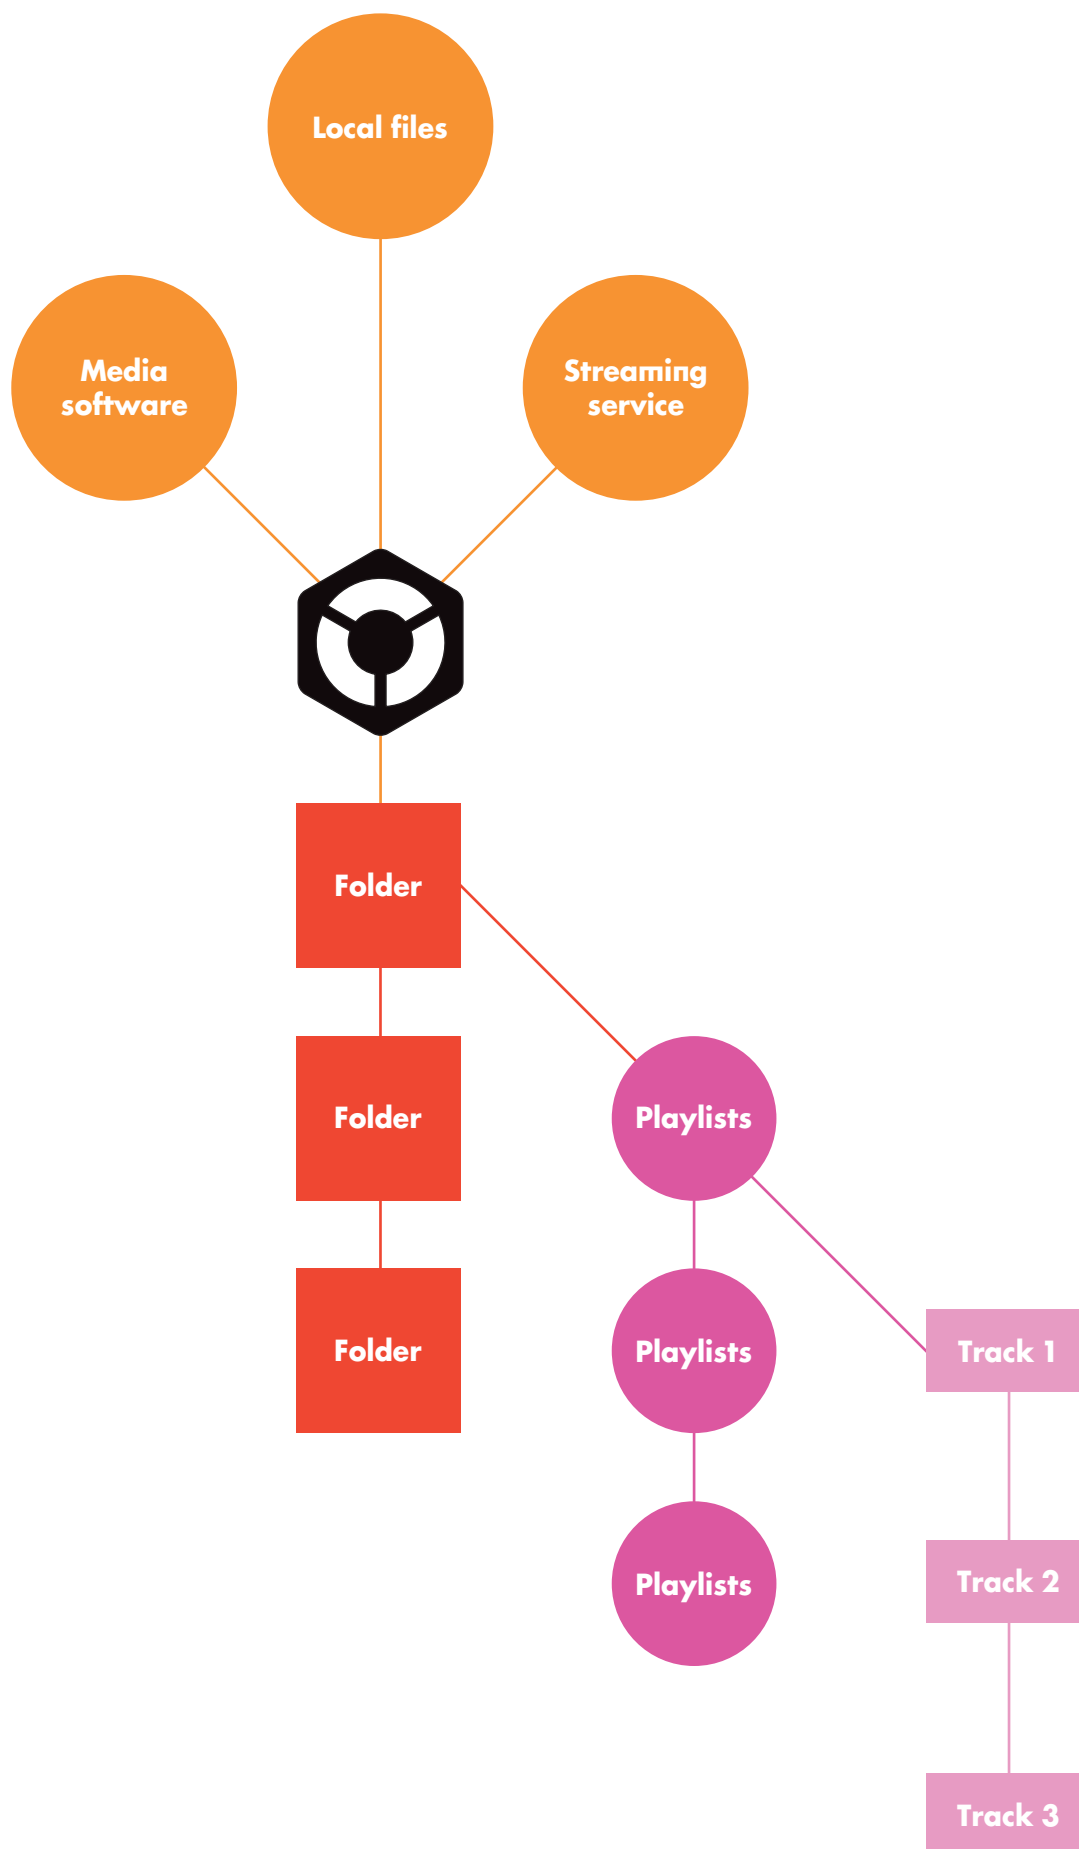 Local files
Media
software
Streaming
service
Folder
Folder
Playlists
Folder
Playlists
Track 1
Playlists
Track 2
Track 3